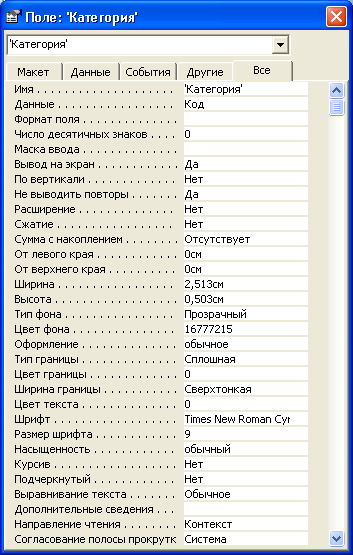 Поле: 'Категория'
'Категория'
Макет Данные События Другие Все
Имя . . . . . . . . . . . . . . . . . . . 'Категория'
Данные . . . . . . . . . . . . . . . . Код
Формат поля . . . . . . . . . . . . .
Число десятичных знаков . . . . 0
Маска ввода . . . . . . . . . . . . .
Вывод на экран . . . . . . . . . . . Да
По вертикали . . . . . . . . . . . . Нет
Не выводить повторы . . . . . . . Да
Расширение . . . . . . . . . . . . . Нет
Сжатие . . . . . . . . . . . . . . . . Нет
Сумма с накоплением . . . . . . . Отсутствует
От левого края . . . . . . . . . . . 0см
От верхнего края . . . . . . . . . . 0см
Ширина . . . . . . . . . . . . . . . . 2,513см
Высота . . . . . . . . . . . . . . . . 0,503см
Тип фона . . . . . . . . . . . . . . . Прозрачный
Цвет фона . . . . . . . . . . . . . . 16777215
Оформление . . . . . . . . . . . . . обычное
Тип границы . . . . . . . . . . . . . Сплошная
Цвет границы . . . . . . . . . . . . 0
Ширина границы . . . . . . . . . . Сверхтонкая
Цвет текста . . . . . . . . . . . . . 0
Шрифт . . . . . . . . . . . . . . . . . Times New Roman Cyr
Размер шрифта . . . . . . . . . . . 9
Насыщенность . . . . . . . . . . . . обычный
Курсив . . . . . . . . . . . . . . . . Нет
Подчеркнутый . . . . . . . . . . . . Нет
Выравнивание текста . . . . . . . Обычное
Дополнительные сведения . . .
Направление чтения . . . . . . . . Контекст
Согласование полосы прокрутк Система